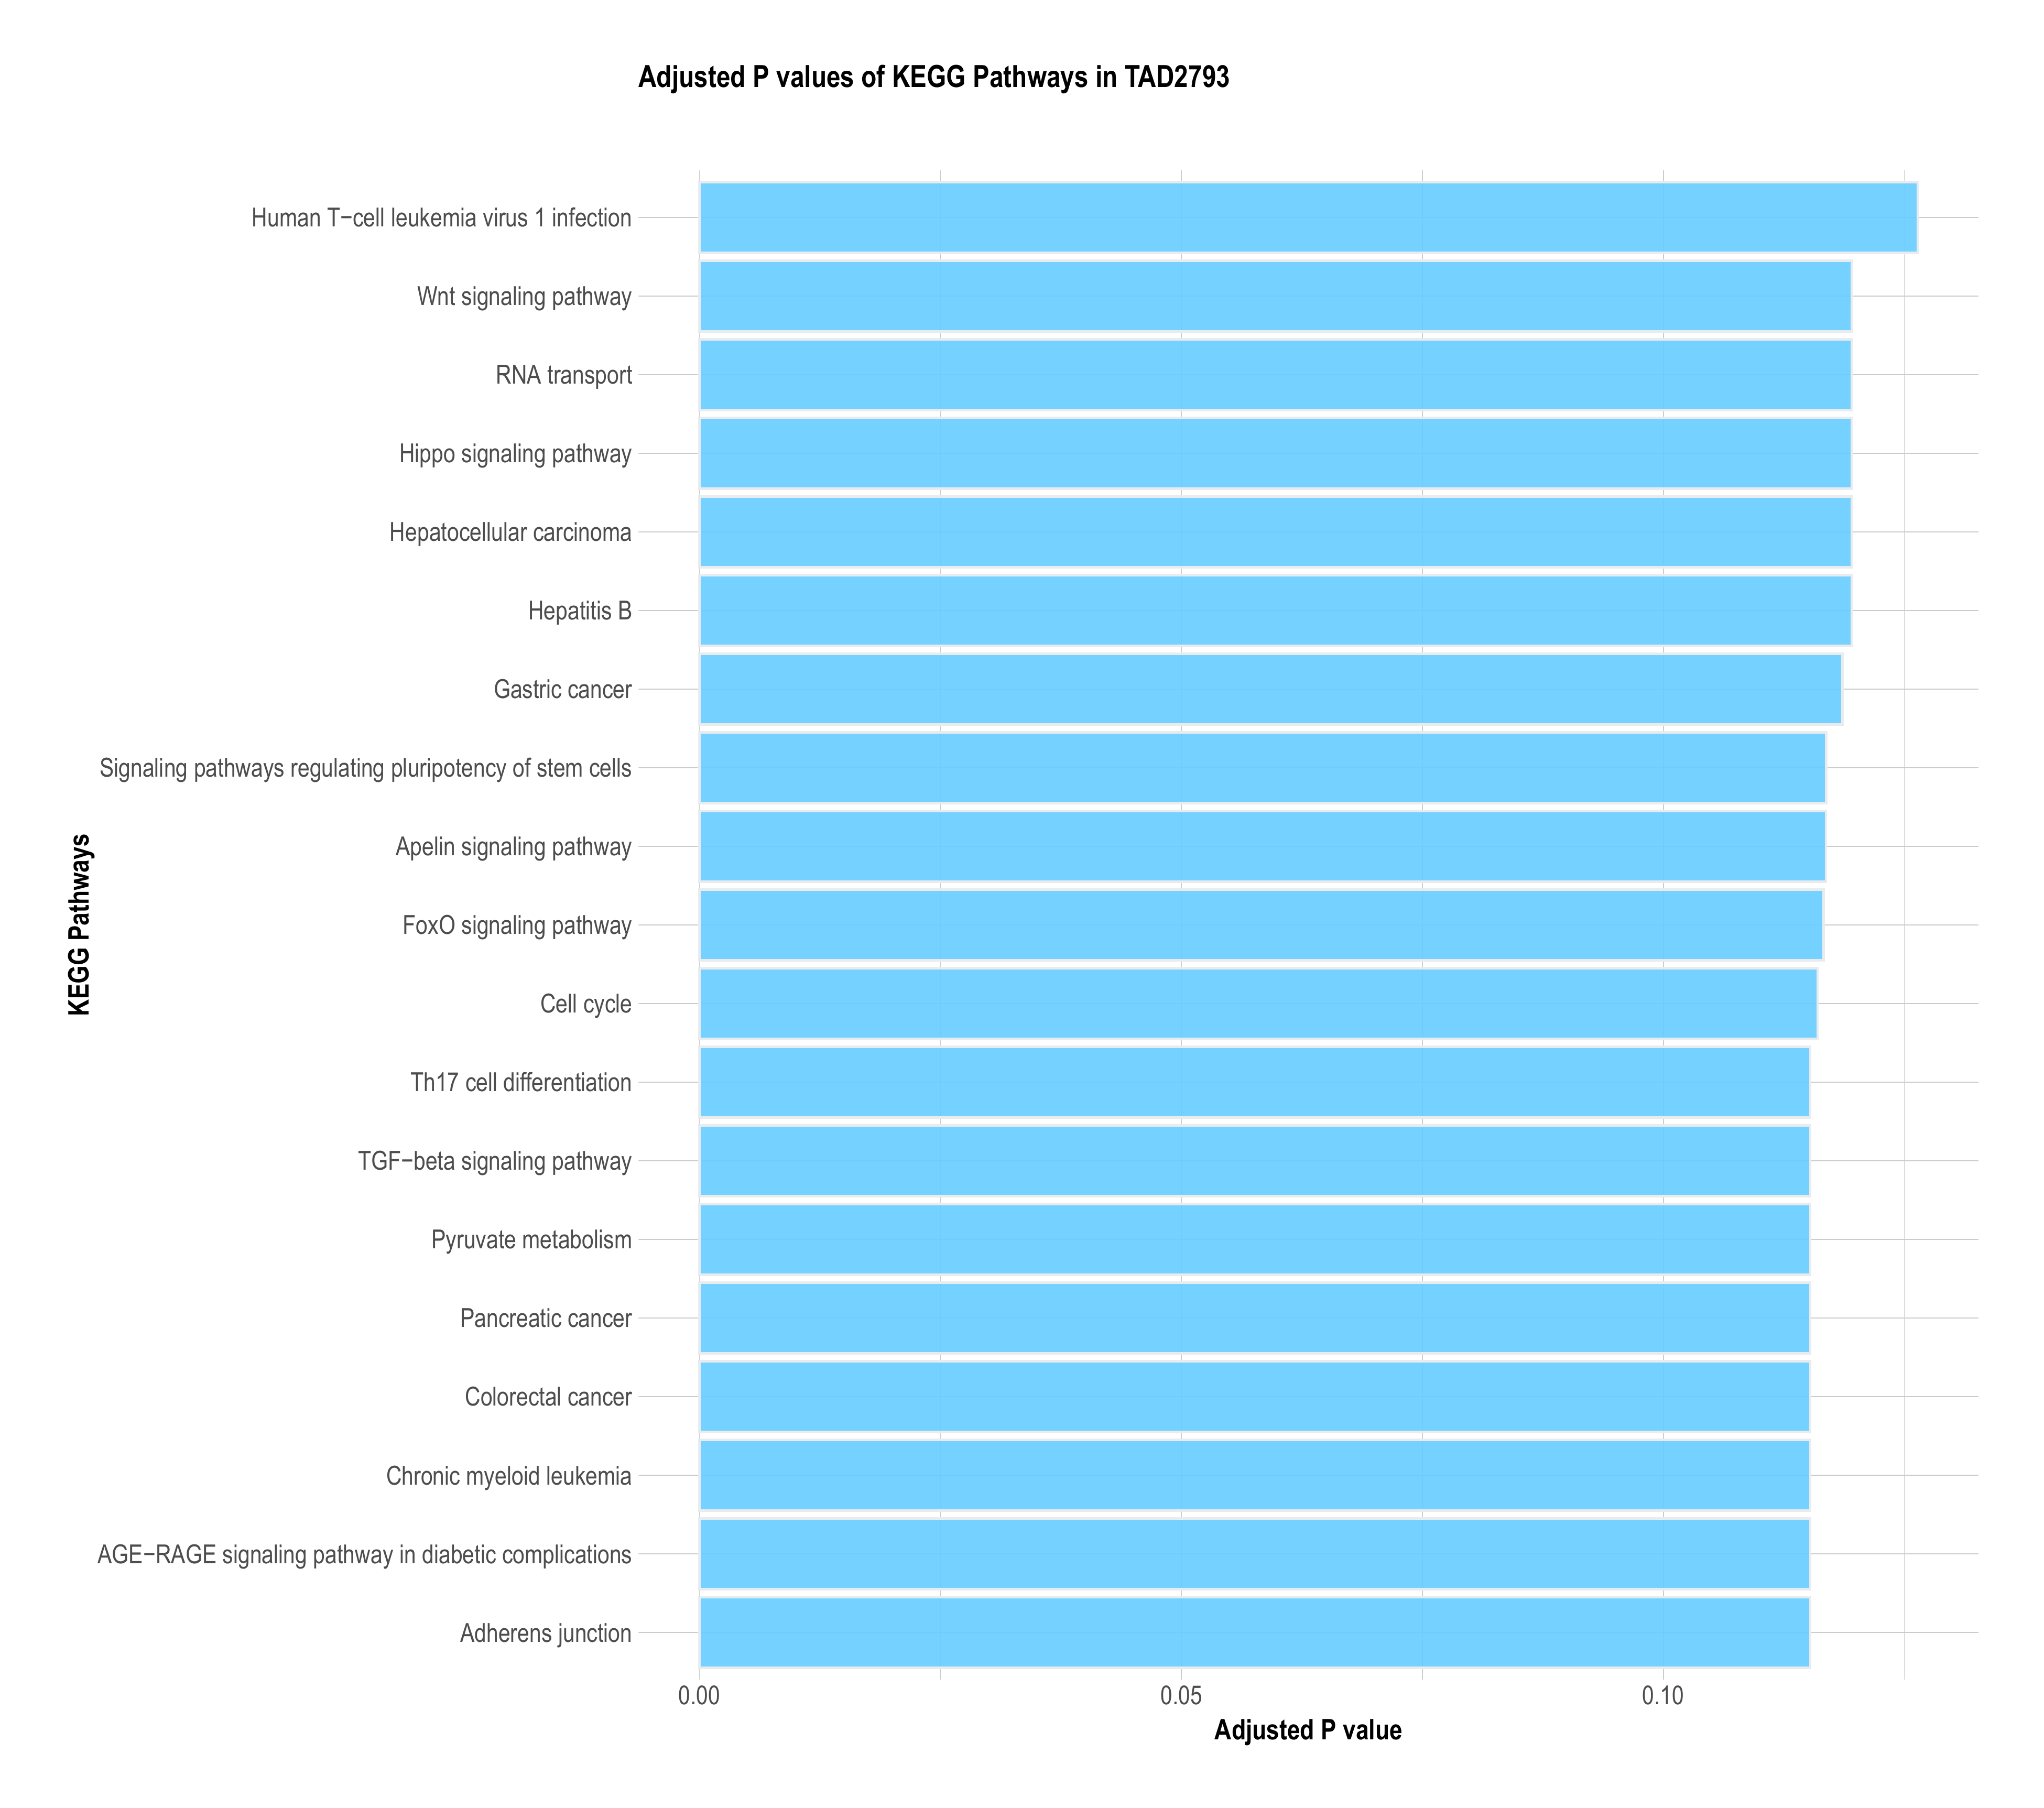 Adjusted P values of KEGG Pathways in TAD2793
Human T−cell leukemia virus 1 infection
Wnt signaling pathway
RNA transport
Hippo signaling pathway
Hepatocellular carcinoma
Hepatitis B
Gastric cancer
Signaling pathways regulating pluripotency of stem cells
Apelin signaling pathway
FoxO signaling pathway
Cell cycle
Th17 cell differentiation
TGF−beta signaling pathway
Pyruvate metabolism
Pancreatic cancer
Colorectal cancer
Chronic myeloid leukemia
AGE−RAGE signaling pathway in diabetic complications
Adherens junction
KEGG Pathways
0.00 0.05 0.10
Adjusted P value